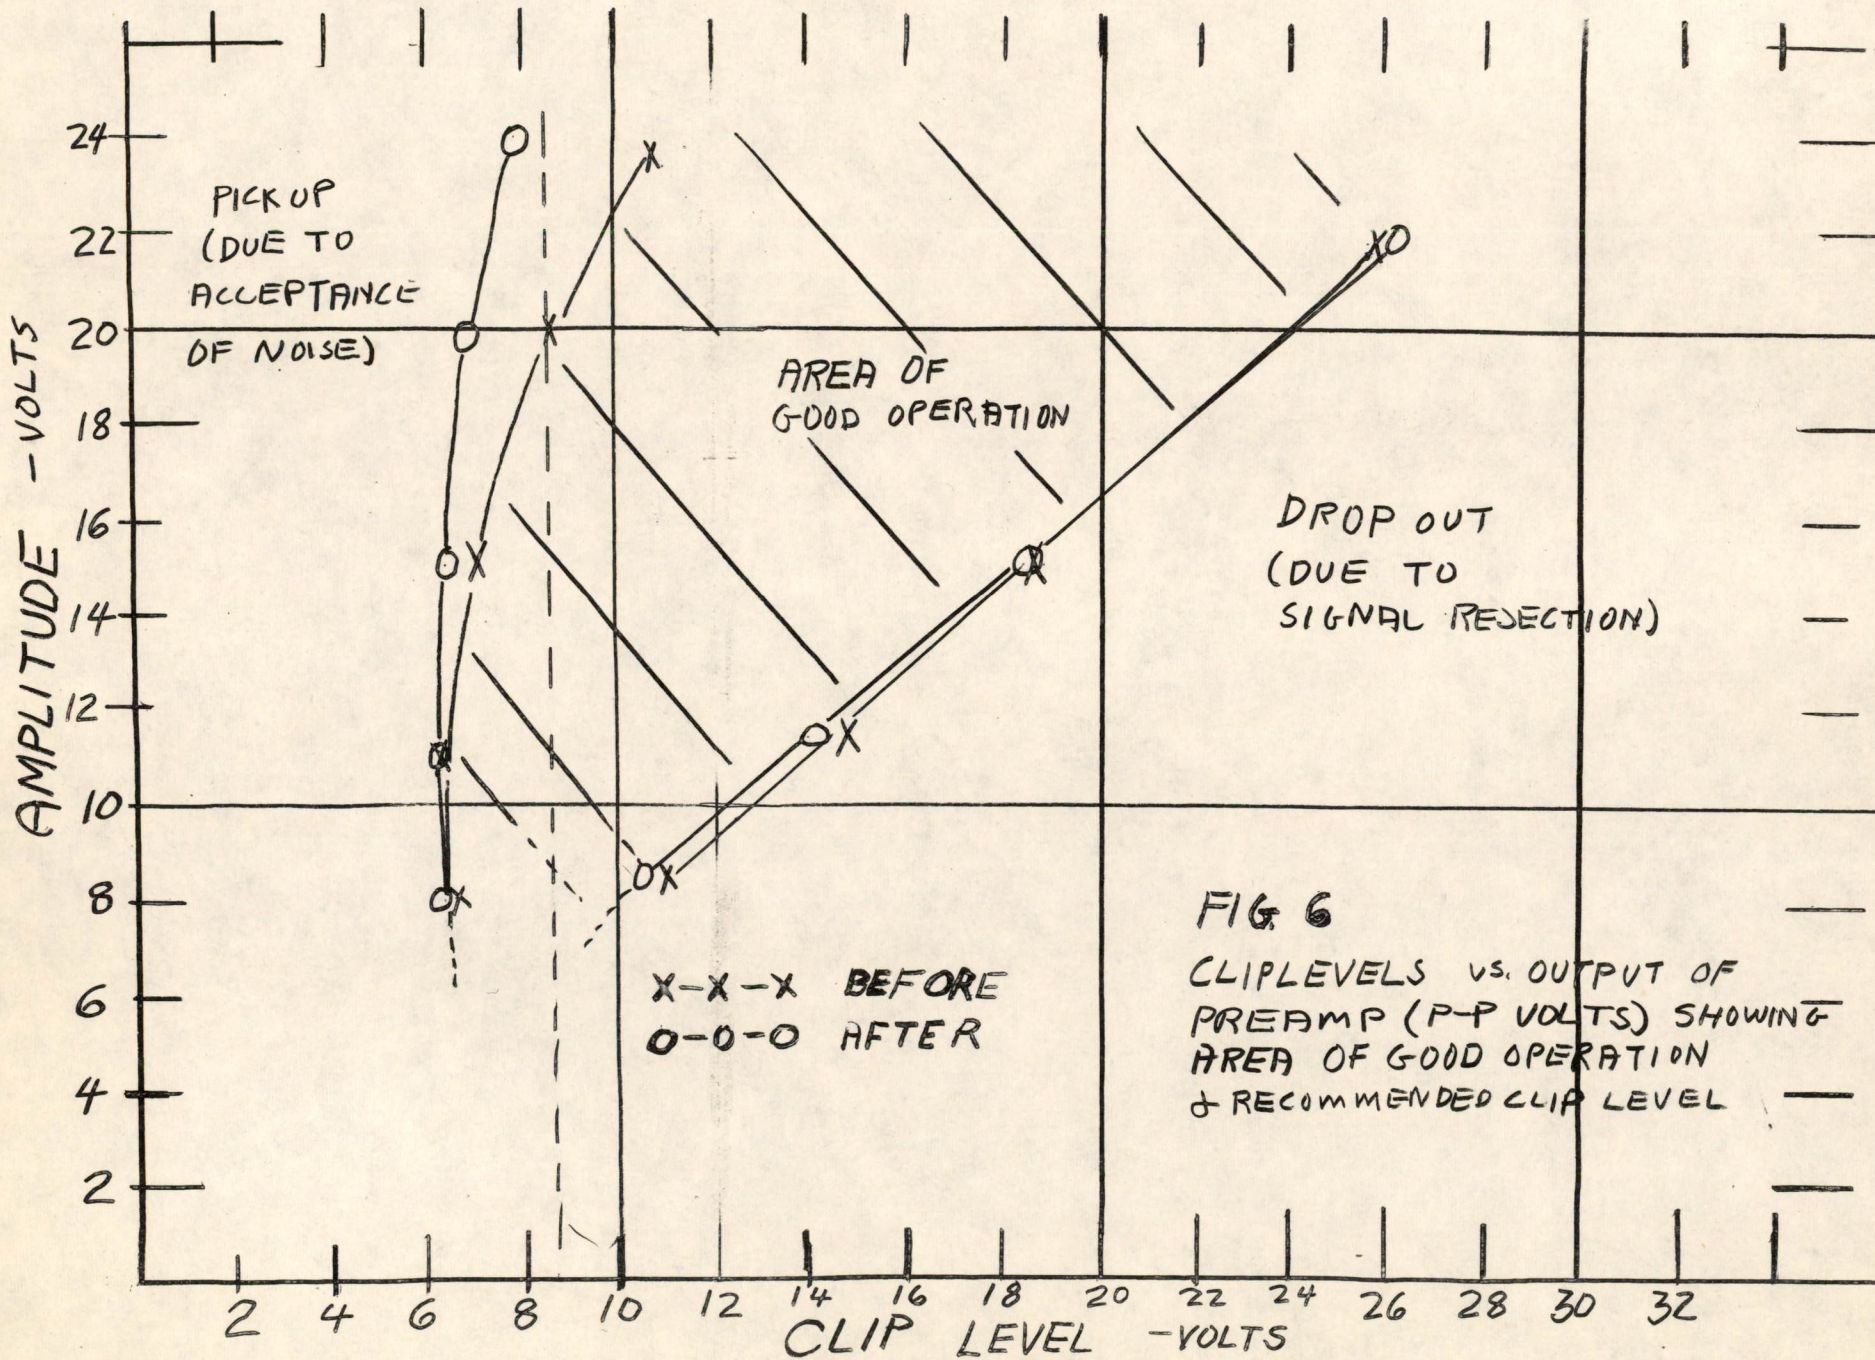 24
22
20
18
16
14
12
10
8
6
4
2
AMPLITUDE - VOLTS
PICK UP
(DUE TO
ACCEPTANCE
OF NOISE)
AREA OF
GOOD OPERATION
DROP OUT
(DUE TO
SIGNAL REJECTION)
X-X-X BEFORE
O-O-O AFTER
FIG 6
CLIPLEVELS vs. OUTPUT OF
PREAMP (P-P VOLTS) SHOWING
AREA OF GOOD OPERATION
& RECOMMENDED CLIP LEVEL
2 4 6 8 10 12 14 16 18 20 22 24 26 28 30 32
CLIP LEVEL - VOLTS